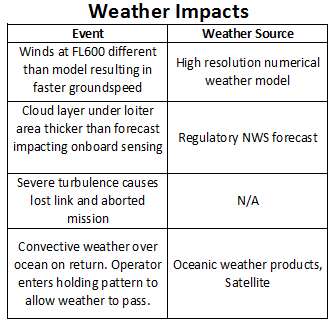 Weather Impacts
Event
Weather Source
Winds at FL600 different
than model resulting in
faster groundspeed
High resolution numerical
weather model
Cloud layer under loiter
area thicker than forecast
impacting onboard sensing
Regulatory NWS forecast
Severe turbulence causes
lost link and aborted
mission
N/A
Convective weather over
ocean on return. Operator
enters holding pattern to
allow weather to pass.
Oceanic weather products,
Satellite